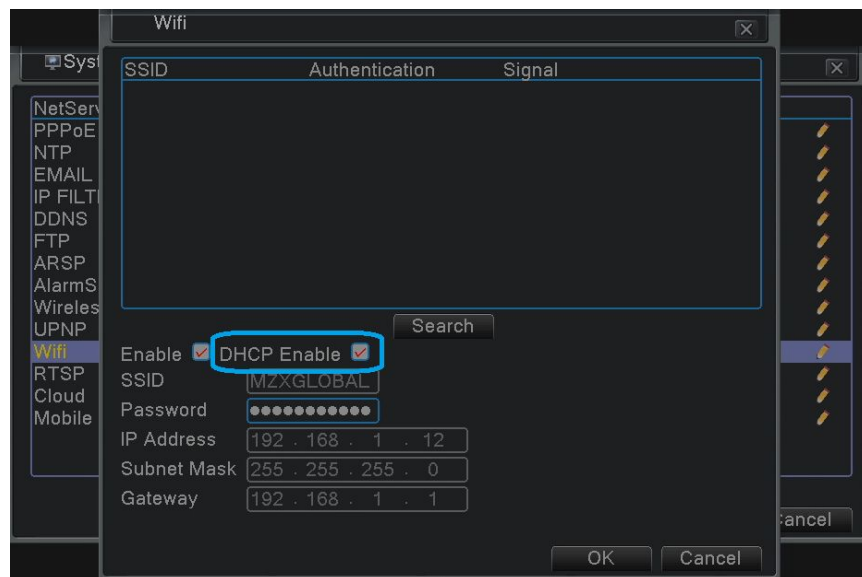 Wifi
Syst
SSID Authentication Signal
NetServ
PPPoE
NTP
EMAIL
IP FILT
DDNS
FTP
ARSP
AlarmS
Wireles
UPNP
Wifi
RTSP
Cloud
Mobile
Search
Enable DHCP Enable
SSID MZXGLOBAL
Password ●●●●●●●●●●●
IP Address 192 . 168 . 1 . 12
Subnet Mask 255 . 255 . 255 . 0
Gateway 192 . 168 . 1 . 1
OK Cancel
Cancel